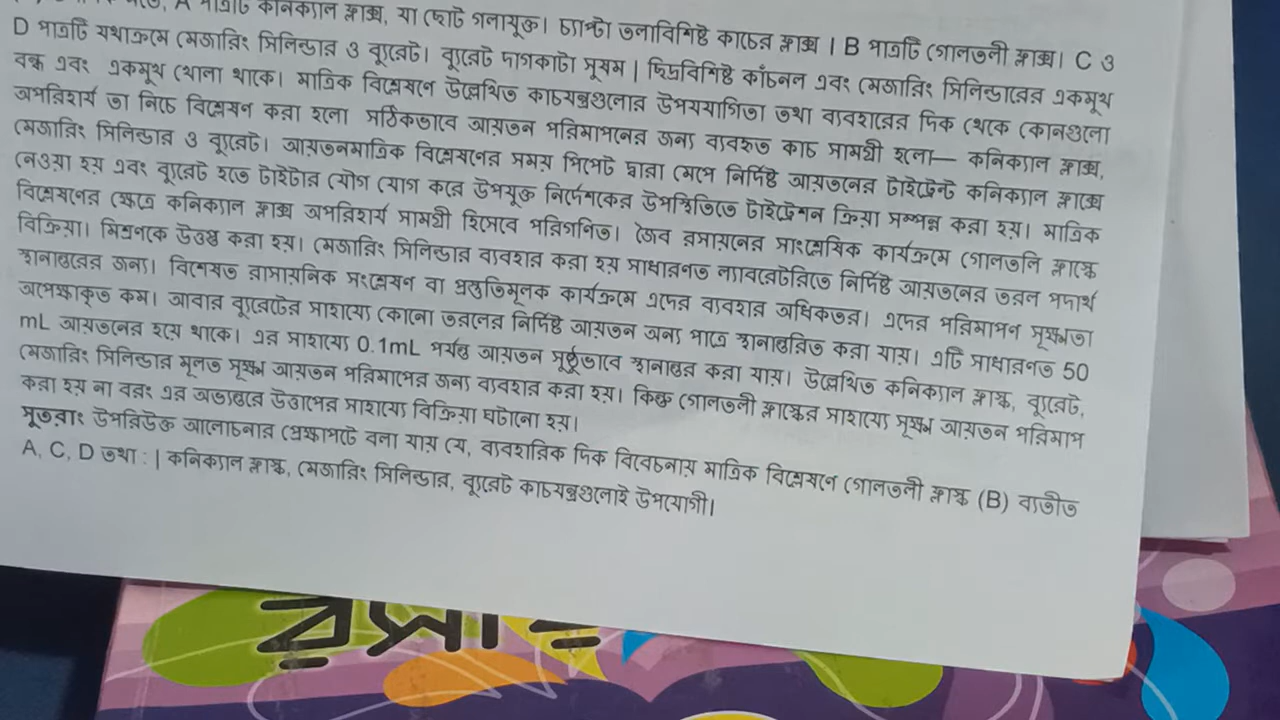 A পাত্রটি কনিক্যাল ফ্লাক্স, যা ছোট গলাযুক্ত। চ্যাপ্টা তলাবিশিষ্ট কাচের ফ্লাক্স | B পাত্রটি গোলতলী ফ্লাক্স। C ও
D পাত্রটি যথাক্রমে মেজারিং সিলিন্ডার ও ব্যুরেট। ব্যুরেট দাগকাটা সুষম | ছিদ্রবিশিষ্ট কাঁচনল এবং মেজারিং সিলিন্ডারের একমুখ
বন্ধ এবং একমুখ খোলা থাকে। মাত্রিক বিশ্লেষণে উল্লেখিত কাচযন্ত্রগুলোর উপযযাগিতা তথা ব্যবহারের দিক থেকে কোনগুলো
অপরিহার্য তা নিচে বিশ্লেষণ করা হলো সঠিকভাবে আয়তন পরিমাপনের জন্য ব্যবহৃত কাচ সামগ্রী হলো— কনিক্যাল ফ্লাক্স,
মেজারিং সিলিন্ডার ও ব্যুরেট। আয়তনমাত্রিক বিশ্লেষণের সময় পিপেট দ্বারা মেপে নির্দিষ্ট আয়তনের টাইট্রেন্ট কনিক্যাল ফ্লাক্সে
নেওয়া হয় এবং ব্যুরেট হতে টাইটার যৌগ যোগ করে উপযুক্ত নির্দেশকের উপস্থিতিতে টাইট্রেশন ক্রিয়া সম্পন্ন করা হয়। মাত্রিক
বিশ্লেষণের ক্ষেত্রে কনিক্যাল ফ্লাক্স অপরিহার্য সামগ্রী হিসেবে পরিগণিত। জৈব রসায়নের সাংশ্লেষিক কার্যক্রমে গোলতলি ফ্লাস্কে
বিক্রিয়া। মিশ্রণকে উত্তপ্ত করা হয়। মেজারিং সিলিন্ডার ব্যবহার করা হয় সাধারণত ল্যাবরেটরিতে নির্দিষ্ট আয়তনের তরল পদার্থ
স্থানান্তরের জন্য। বিশেষত রাসায়নিক সংশ্লেষণ বা প্রস্তুতিমূলক কার্যক্রমে এদের ব্যবহার অধিকতর। এদের পরিমাপণ সূক্ষ্মতা
অপেক্ষাকৃত কম। আবার ব্যুরেটের সাহায্যে কোনো তরলের নির্দিষ্ট আয়তন অন্য পাত্রে স্থানান্তরিত করা যায়। এটি সাধারণত 50
mL আয়তনের হয়ে থাকে। এর সাহায্যে 0.1mL পর্যন্ত আয়তন সুষ্ঠুভাবে স্থানান্তর করা যায়। উল্লেখিত কনিক্যাল ফ্লাস্ক, ব্যুরেট,
মেজারিং সিলিন্ডার মূলত সূক্ষ্ম আয়তন পরিমাপের জন্য ব্যবহার করা হয়। কিন্তু গোলতলী ফ্লাস্কের সাহায্যে সূক্ষ্ম আয়তন পরিমাপ
করা হয় না বরং এর অভ্যন্তরে উত্তাপের সাহায্যে বিক্রিয়া ঘটানো হয়।
সুতরাং উপরিউক্ত আলোচনার প্রেক্ষাপটে বলা যায় যে, ব্যবহারিক দিক বিবেচনায় মাত্রিক বিশ্লেষণে গোলতলী ফ্লাস্ক (B) ব্যতীত
A, C, D তথা : | কনিক্যাল ফ্লাস্ক, মেজারিং সিলিন্ডার, ব্যুরেট কাচযন্ত্রগুলোই উপযোগী।